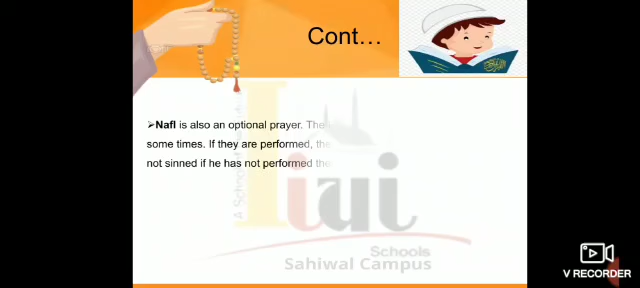 Cont…
➢Nafl is also an optional prayer. The
some times. If they are performed, the
not sinned if he has not performed the
iui
Schools
Sahiwal Campus
V RECORDER